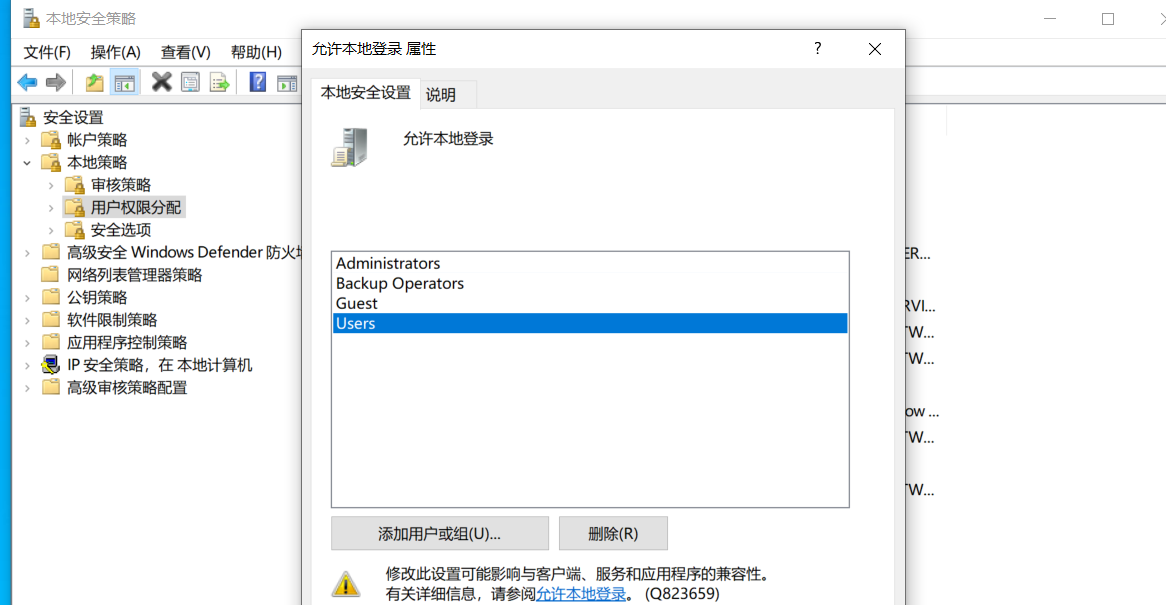 本地安全策略
文件(F) 操作(A) 查看(V) 帮助(H)
安全设置
帐户策略
本地策略
审核策略
用户权限分配
安全选项
高级安全 Windows Defender 防火
网络列表管理器策略
公钥策略
软件限制策略
应用程序控制策略
IP 安全策略，在 本地计算机
高级审核策略配置
允许本地登录 属性
?
本地安全设置 说明
允许本地登录
Administrators
Backup Operators
Guest
Users
添加用户或组(U)... 删除(R)
修改此设置可能影响与客户端、服务和应用程序的兼容性。
有关详细信息，请参阅允许本地登录。 (Q823659)
ER...
RVI...
TW...
TW...
ow ...
TW...
TW...